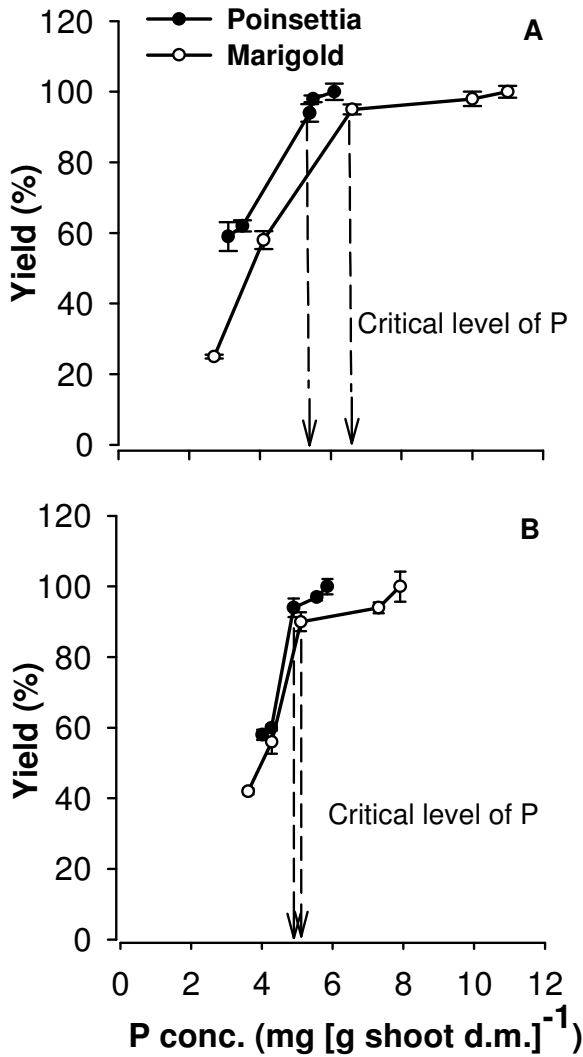 120
Poinsettia
Marigold
A
100
80
60
40
20
0
Yield (%)
Critical level of P
120
B
100
80
60
40
20
0
Yield (%)
Critical level of P
0 2 4 6 8 10 12
P conc. (mg [g shoot d.m.]-1